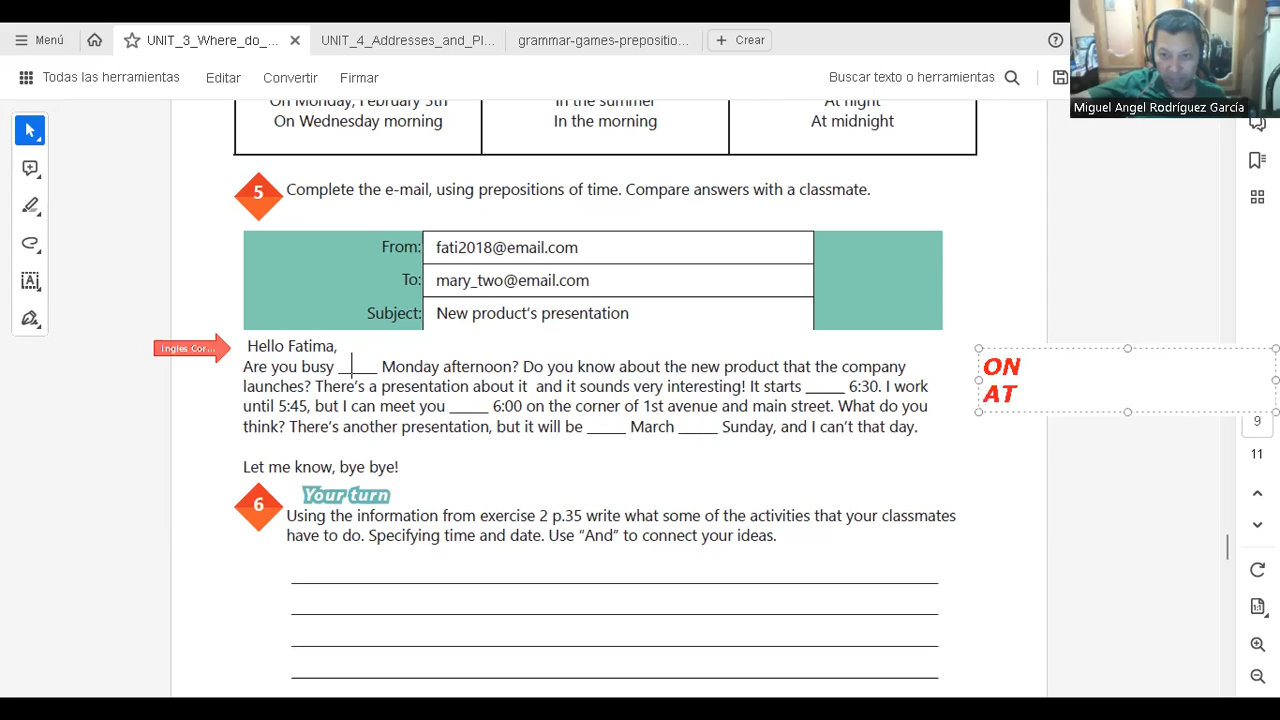 Menú
UNIT_3_Where_do_...
UNIT_4_Addresses_and_Pl...
grammar-games-prepositio...
Crear
Todas las herramientas
Editar
Convertir
Firmar
Buscar texto o herramientas
Miguel Angel Rodríguez García
On Monday, February 5th
In the summer
At night
On Wednesday morning
In the morning
At midnight
5
Complete the e-mail, using prepositions of time. Compare answers with a classmate.
From:
fati2018@email.com
To:
mary_two@email.com
Subject:
New product's presentation
Ingles Cor...
Hello Fatima,
Are you busy _____ Monday afternoon? Do you know about the new product that the company
launches? There's a presentation about it and it sounds very interesting! It starts _____ 6:30. I work
until 5:45, but I can meet you _____ 6:00 on the corner of 1st avenue and main street. What do you
think? There's another presentation, but it will be _____ March _____ Sunday, and I can't that day.
Let me know, bye bye!
ON
AT
9
11
6
Your turn
Using the information from exercise 2 p.35 write what some of the activities that your classmates
have to do. Specifying time and date. Use “And” to connect your ideas.